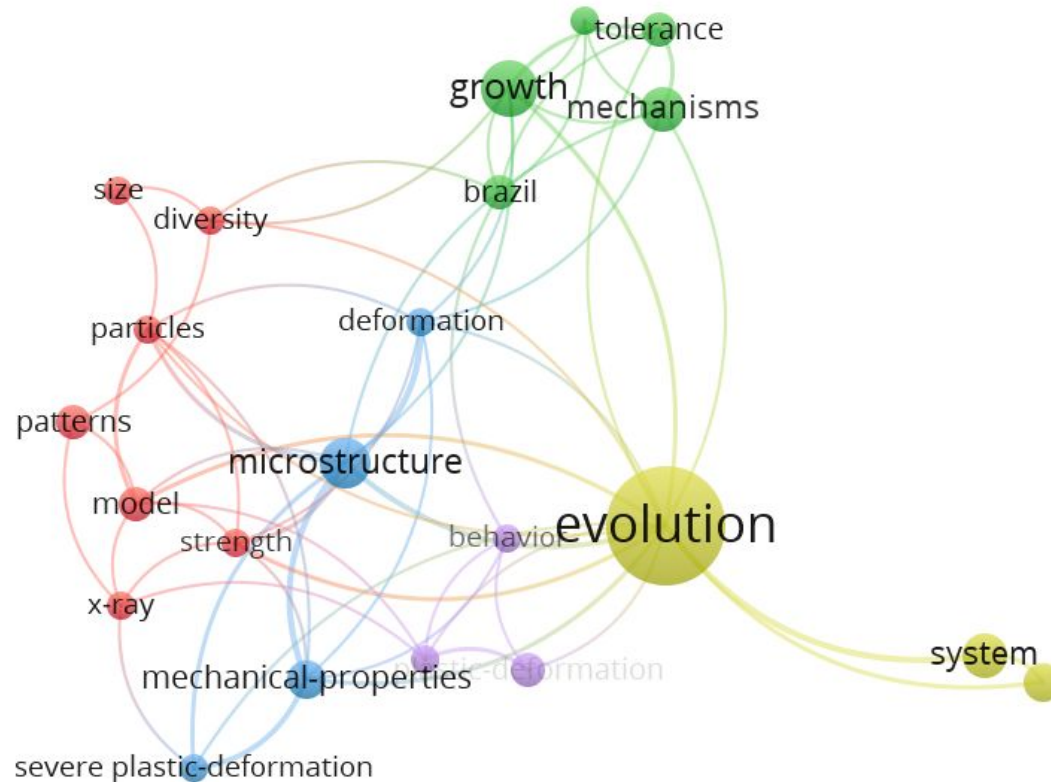 tolerance
growth
mechanisms
size
diversity
brazil
particles
deformation
patterns
microstructure
model
strength
behavior
evolution
x-ray
system
mechanical-properties
plastic-deformation
severe plastic-deformation